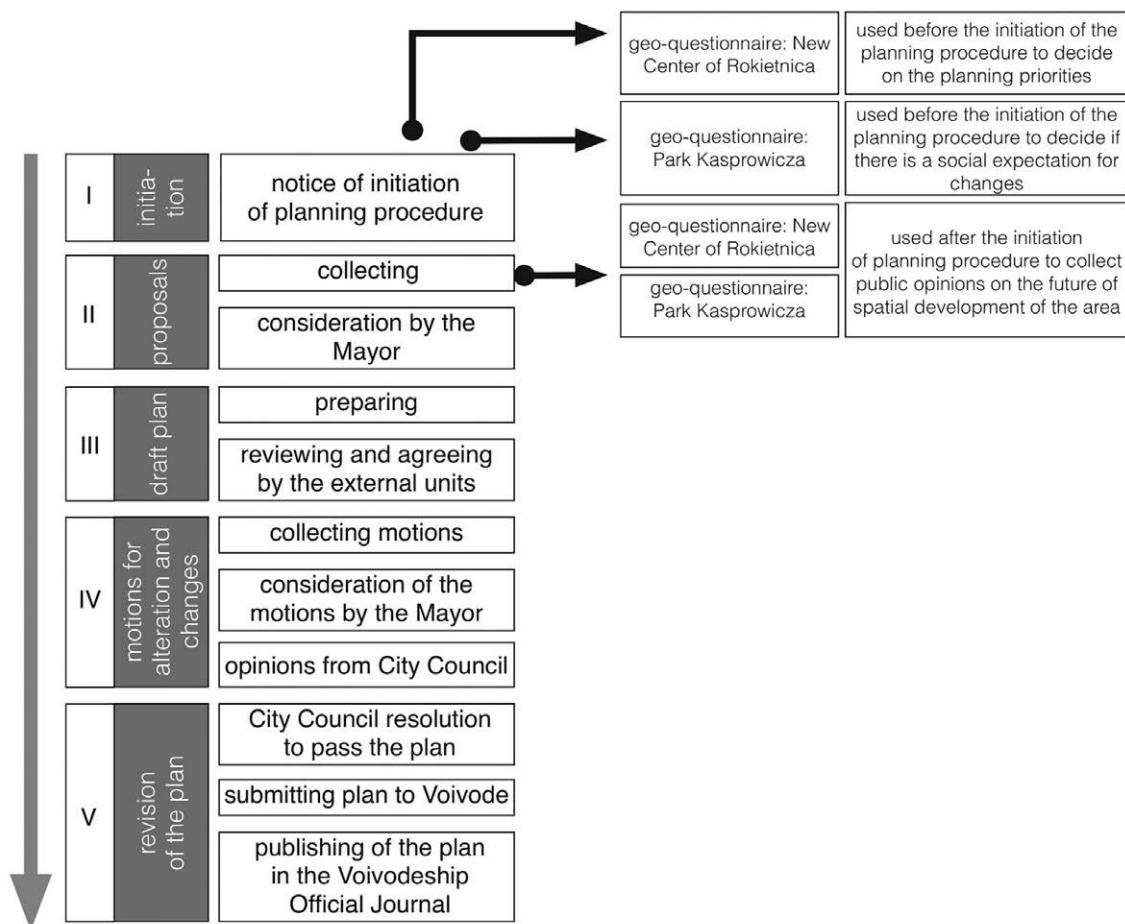 geo-questionnaire: New
Center of Rokietnica
used before the initiation of the
planning procedure to decide
on the planning priorities
geo-questionnaire:
Park Kasprowicza
used before the initiation of the
planning procedure to decide if
there is a social expectation for
changes
geo-questionnaire: New
Center of Rokietnica
geo-questionnaire:
Park Kasprowicza
used after the initiation
of planning procedure to collect
public opinions on the future of
spatial development of the area
I
initia-
tion
notice of initiation
of planning procedure
II
proposals
collecting
consideration by the
Mayor
III
draft plan
preparing
reviewing and agreeing
by the external units
IV
motions for
alteration and
changes
collecting motions
consideration of the
motions by the Mayor
opinions from City Council
V
revision
of the plan
City Council resolution
to pass the plan
submitting plan to Voivode
publishing of the plan
in the Voivodeship
Official Journal